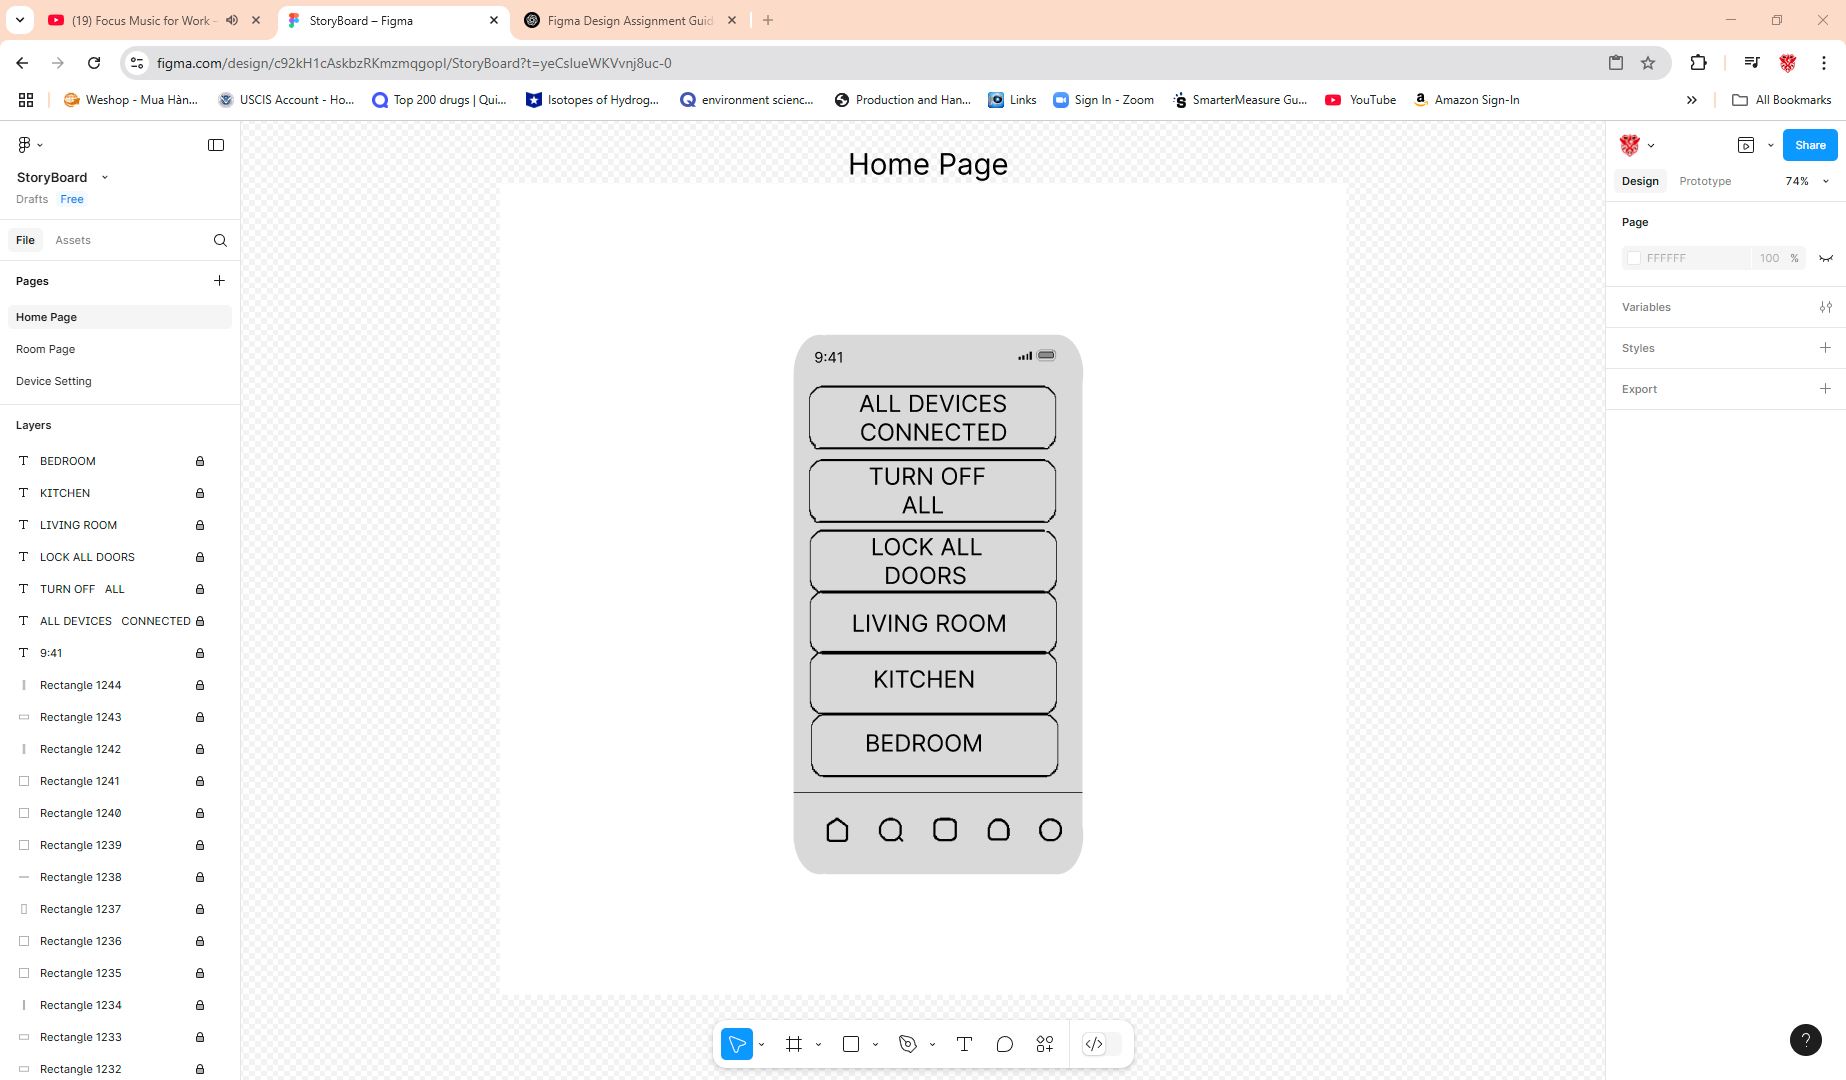 (19) Focus Music for Work -
StoryBoard – Figma
Figma Design Assignment Guid
figma.com/design/c92kH1cAskbzRKmzmqgopI/StoryBoard?t=yeCsIueWKVvnj8uc-0
Weshop - Mua Hàn...
USCIS Account - Ho...
Top 200 drugs | Qui...
Isotopes of Hydrog...
environment scienc...
Production and Han...
Links
Sign In - Zoom
SmarterMeasure Gu...
YouTube
Amazon Sign-In
All Bookmarks
StoryBoard
Drafts Free
File Assets
Pages
Home Page
Room Page
Device Setting
Layers
BEDROOM
KITCHEN
LIVING ROOM
LOCK ALL DOORS
TURN OFF ALL
ALL DEVICES CONNECTED
9:41
Rectangle 1244
Rectangle 1243
Rectangle 1242
Rectangle 1241
Rectangle 1240
Rectangle 1239
Rectangle 1238
Rectangle 1237
Rectangle 1236
Rectangle 1235
Rectangle 1234
Rectangle 1233
Rectangle 1232
Home Page
9:41
ALL DEVICES
CONNECTED
TURN OFF
ALL
LOCK ALL
DOORS
LIVING ROOM
KITCHEN
BEDROOM
Share
Design Prototype 74%
Page
FFFFFF 100 %
Variables
Styles
Export